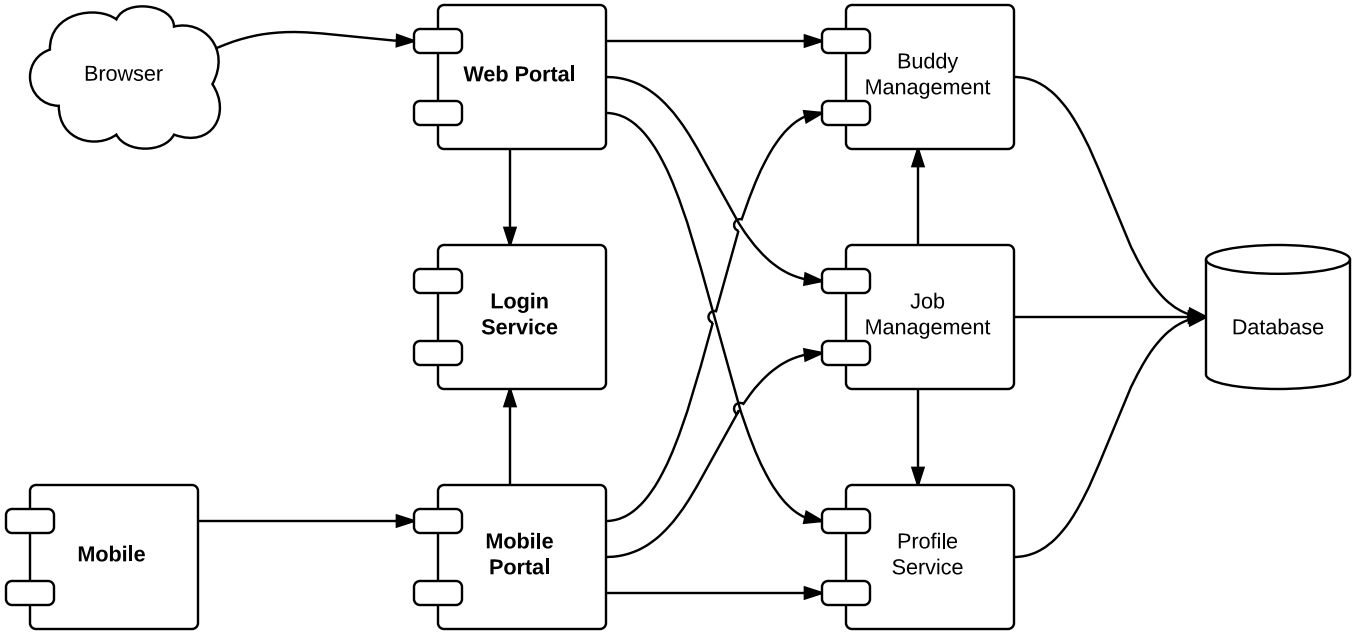 Browser
Web Portal
Buddy
Management
Login
Service
Job
Management
Database
Mobile
Mobile
Portal
Profile
Service